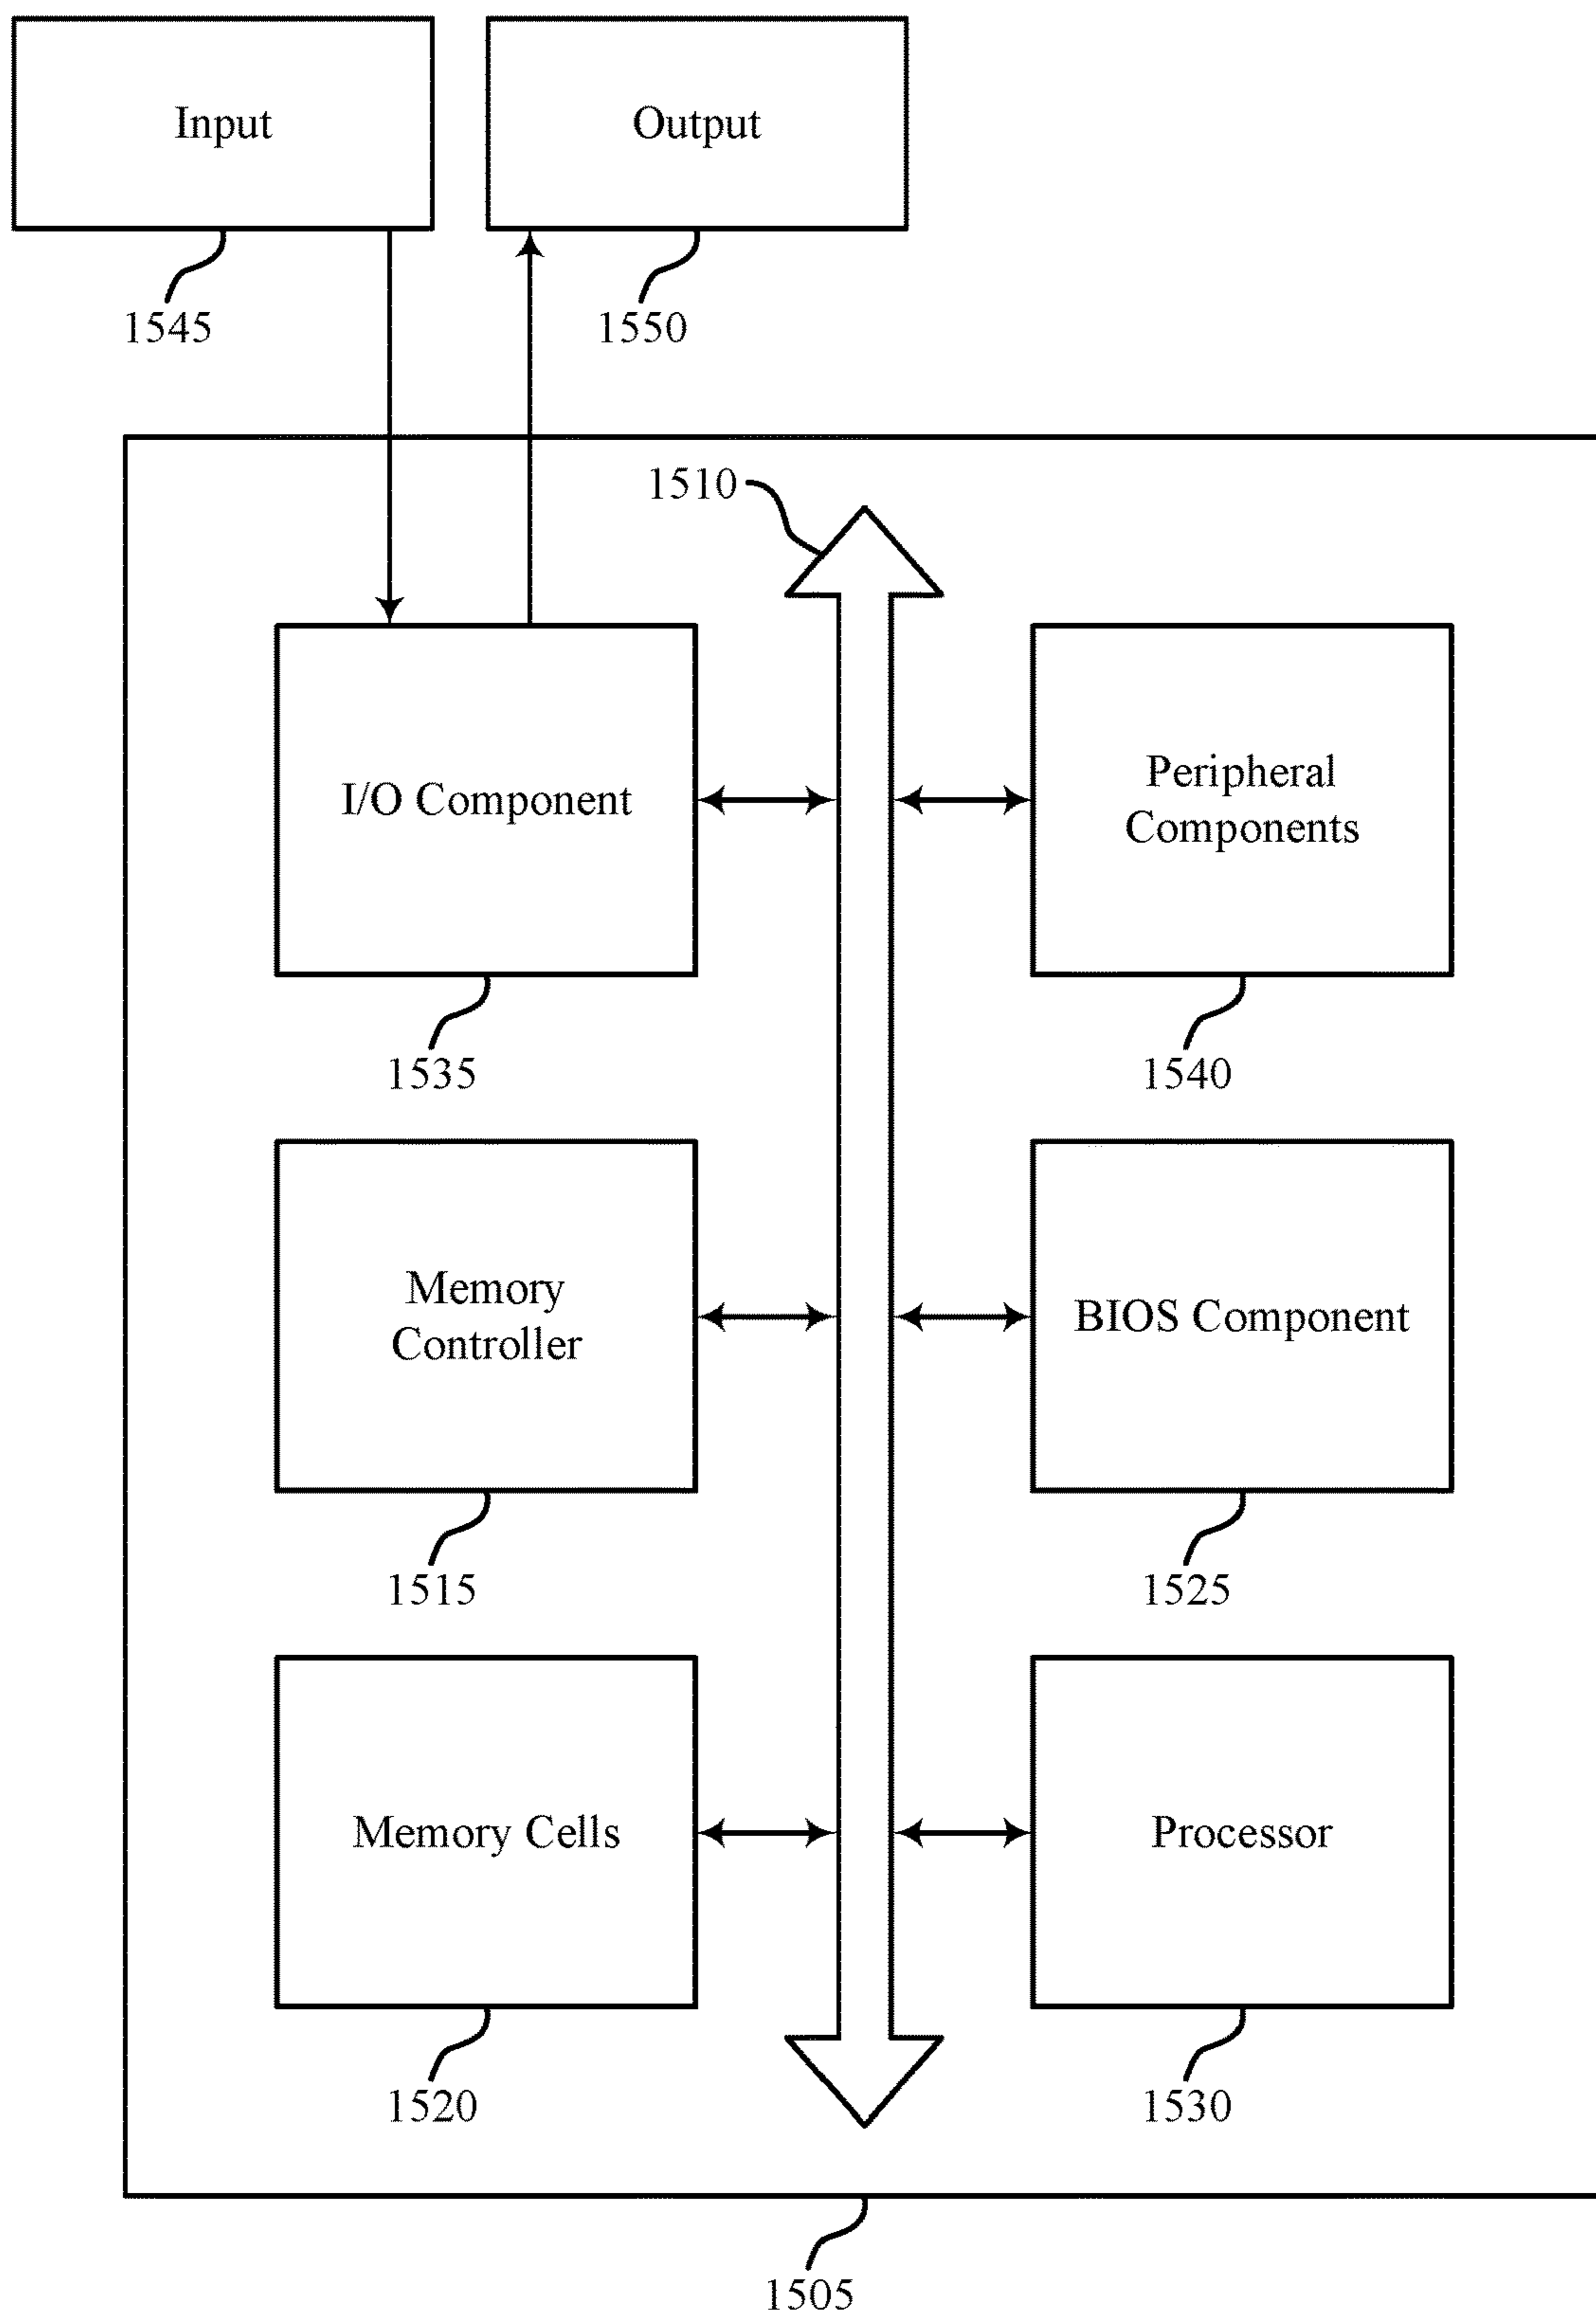 Input
Output
1545
1550
1510
I/O Component
Peripheral
Components
1535
1540
Memory
Controller
BIOS Component
1515
1525
Memory Cells
Processor
1520
1530
1505